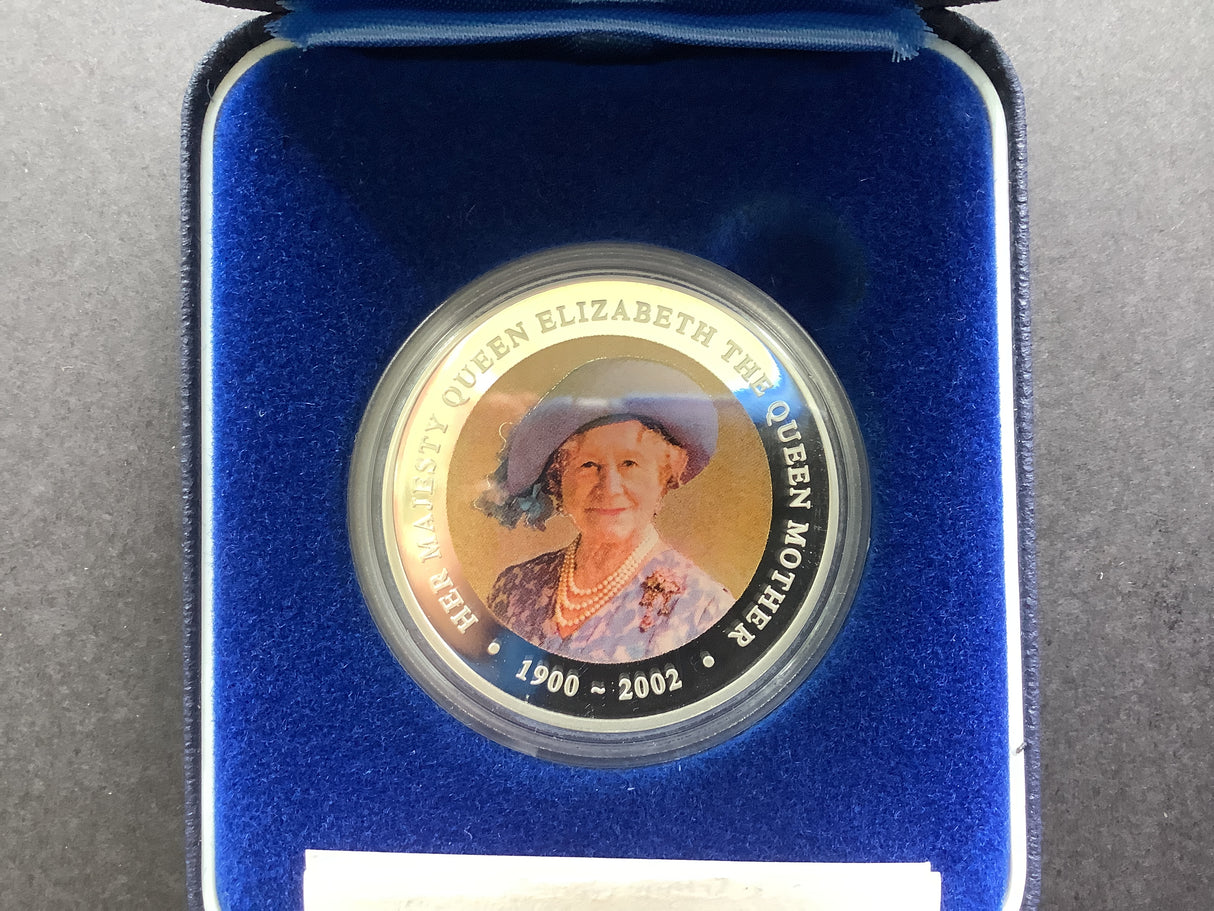 HER MAJESTY QUEEN ELIZABETH THE QUEEN MOTHER
• 1900 ~ 2002 •